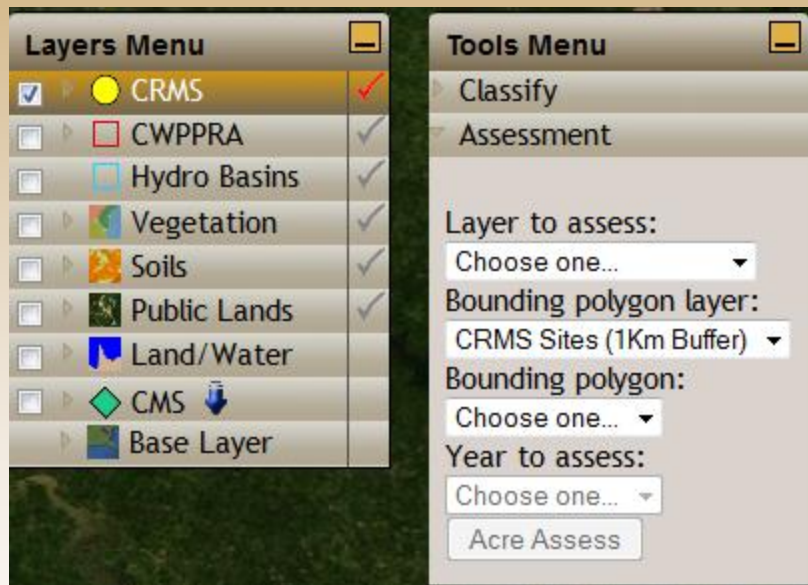 Layers Menu
CRMS
CWPPRA
Hydro Basins
Vegetation
Soils
Public Lands
Land/Water
CMS
Base Layer
Tools Menu
Classify
Assessment
Layer to assess:
Choose one...
Bounding polygon layer:
CRMS Sites (1Km Buffer)
Bounding polygon:
Choose one...
Year to assess:
Choose one...
Acre Assess